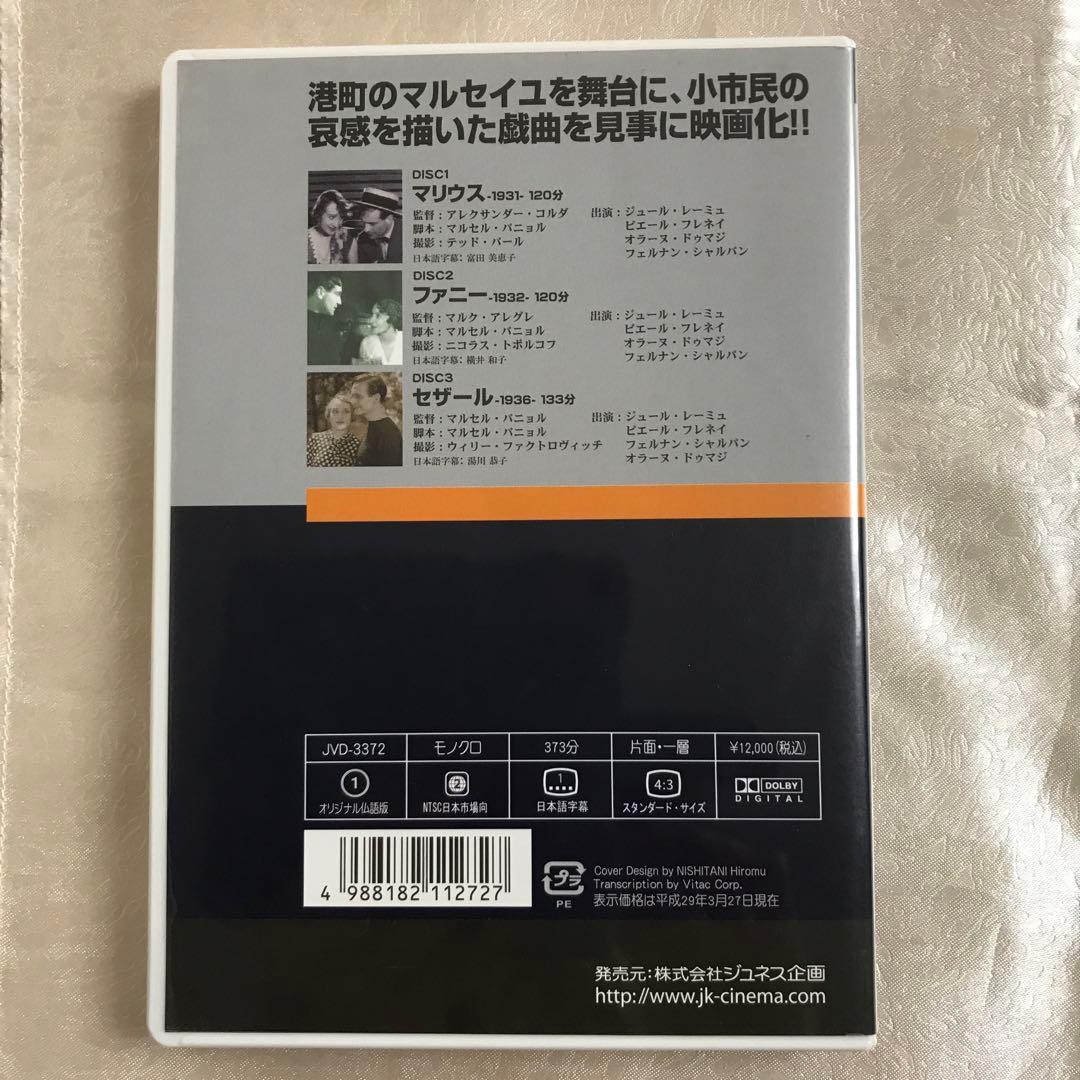 港町のマルセイユを舞台に、小市民の
哀感を描いた戯曲を見事に映画化!!
DISC1
マリウス-1931- 120分
監督：アレクサンダー・コルダ 出演：ジュール・レーミュ
脚本：マルセル・パニョル ピエール・フレネイ
撮影：テッド・パール オラーヌ・ドゥマジ
日本語字幕：富田 美恵子 フェルナン・シャルパン
DISC2
ファニー-1932- 120分
監督：マルク・アレグレ 出演：ジュール・レーミュ
脚本：マルセル・パニョル ピエール・フレネイ
撮影：ニコラス・トポルコフ オラーヌ・ドゥマジ
日本語字幕：横井 和子 フェルナン・シャルパン
DISC3
セザール-1936- 133分
監督：マルセル・パニョル 出演：ジュール・レーミュ
脚本：マルセル・パニョル ピエール・フレネイ
撮影：ウィリー・ファクトロヴィッチ フェルナン・シャルパン
日本語字幕：湯川 恭子 オラーヌ・ドゥマジ
JVD-3372 モノクロ 373分 片面・一層 ¥12,000(税込)
1 2 1 4:3 DOLBY
DIGITAL
オリジナル仏語版 NTSC日本市場向 日本語字幕 スタンダード・サイズ
4 988182 112727
プラ
PE
Cover Design by NISHITANI Hiromu
Transcription by Vitac Corp.
表示価格は平成29年3月27日現在
発売元：株式会社ジュネス企画
http://www.jk-cinema.com